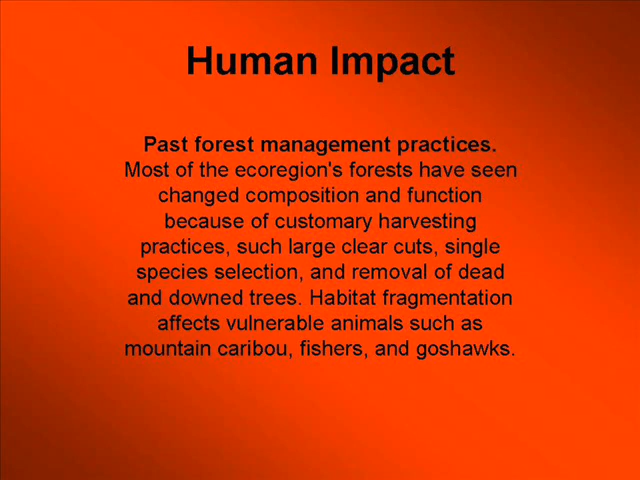 Human Impact
Past forest management practices.
Most of the ecoregion's forests have seen
changed composition and function
because of customary harvesting
practices, such large clear cuts, single
species selection, and removal of dead
and downed trees. Habitat fragmentation
affects vulnerable animals such as
mountain caribou, fishers, and goshawks.